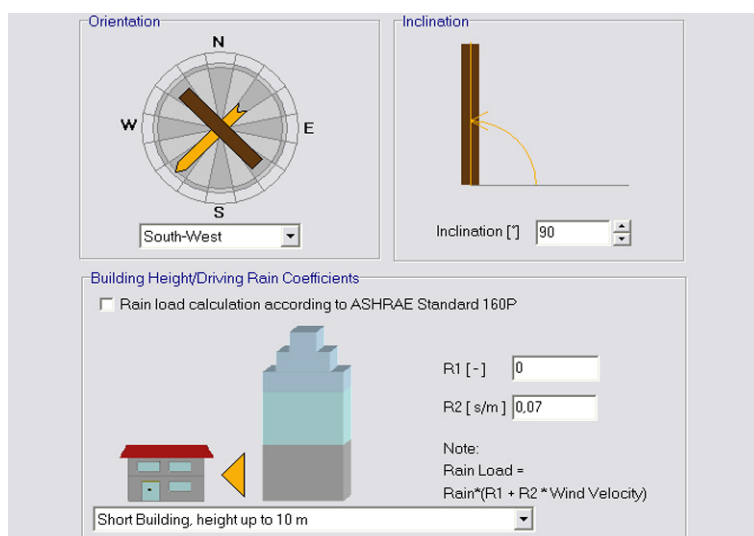 Orientation
N
W
E
S
South-West
Inclination
Inclination [°]
90
Building Height/Driving Rain Coefficients
Rain load calculation according to ASHRAE Standard 160P
R1 [ - ]
0
R2 [ s/m ]
0,07
Note:
Rain Load =
Rain*(R1 + R2 * Wind Velocity)
Short Building, height up to 10 m